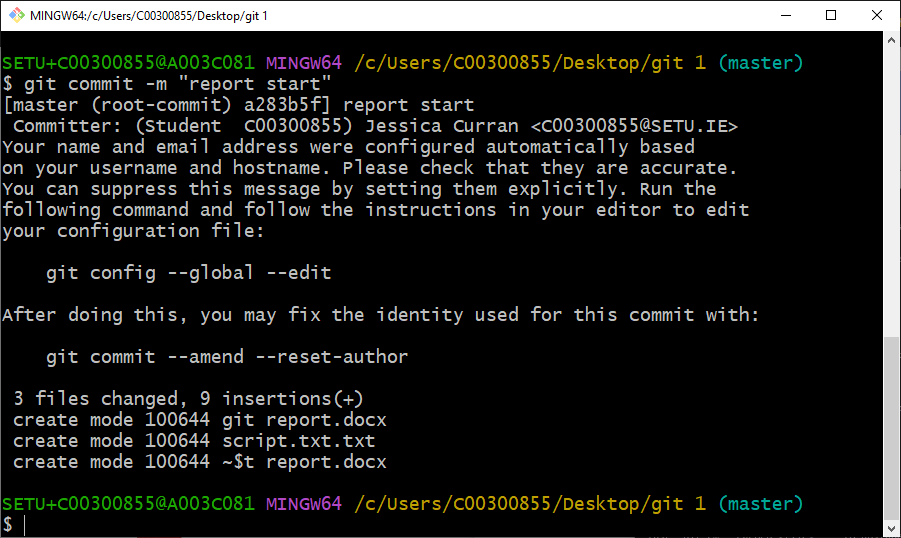 MINGW64:/c/Users/C00300855/Desktop/git 1
SETU+C00300855@A003C081 MINGW64 /c/Users/C00300855/Desktop/git 1 (master)
$ git commit -m "report start"
[master (root-commit) a283b5f] report start
 Committer: (Student  C00300855) Jessica Curran <C00300855@SETU.IE>
Your name and email address were configured automatically based
on your username and hostname. Please check that they are accurate.
You can suppress this message by setting them explicitly. Run the
following command and follow the instructions in your editor to edit
your configuration file:
    git config --global --edit
After doing this, you may fix the identity used for this commit with:
    git commit --amend --reset-author
 3 files changed, 9 insertions(+)
 create mode 100644 git report.docx
 create mode 100644 script.txt.txt
 create mode 100644 ~$t report.docx
SETU+C00300855@A003C081 MINGW64 /c/Users/C00300855/Desktop/git 1 (master)
$